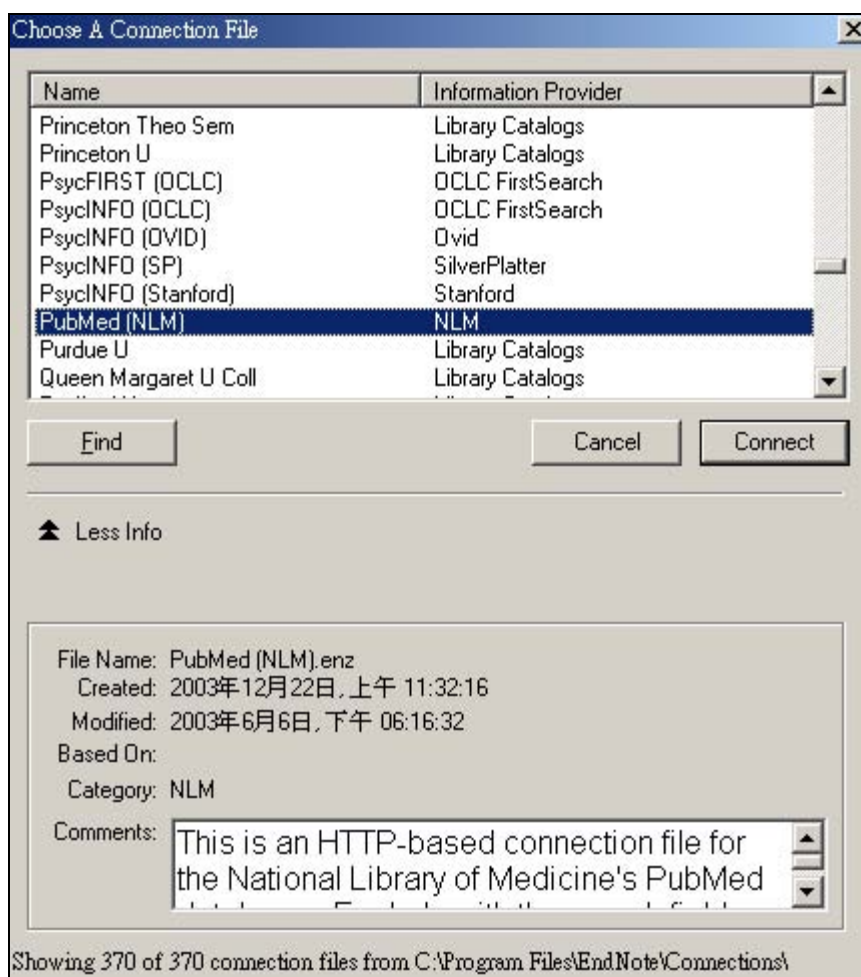 Choose A Connection File
Name Information Provider
Princeton Theo Sem Library Catalogs
Princeton U Library Catalogs
PsycFIRST (OCLC) OCLC FirstSearch
PsycINFO (OCLC) OCLC FirstSearch
PsycINFO (OVID) Ovid
PsycINFO (SP) SilverPlatter
PsycINFO (Stanford) Stanford
PubMed (NLM) NLM
Purdue U Library Catalogs
Queen Margaret U Coll Library Catalogs
Find Cancel Connect
Less Info
File Name: PubMed (NLM).enz
Created: 2003年12月22日, 上午 11:32:16
Modified: 2003年6月6日, 下午 06:16:32
Based On:
Category: NLM
Comments: This is an HTTP-based connection file for
the National Library of Medicine's PubMed
Showing 370 of 370 connection files from C:\Program Files\EndNote\Connections\